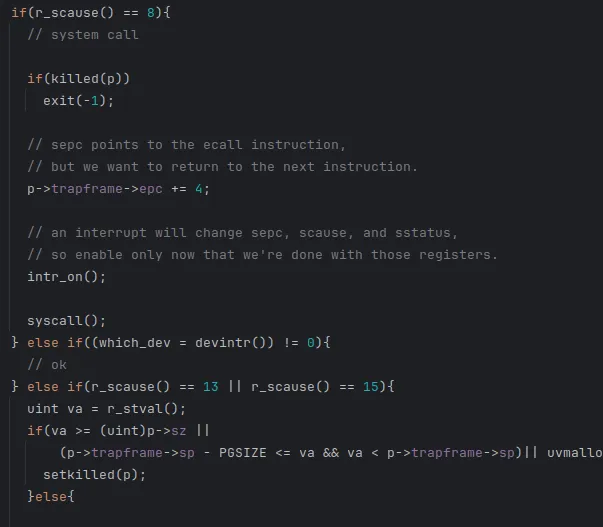 if(r_scause() == 8){
// system call
if(killed(p))
exit(-1);
// sepc points to the ecall instruction,
// but we want to return to the next instruction.
p->trapframe->epc += 4;
// an interrupt will change sepc, scause, and sstatus,
// so enable only now that we're done with those registers.
intr_on();
syscall();
} else if((which_dev = devintr()) != 0){
// ok
} else if(r_scause() == 13 || r_scause() == 15){
uint va = r_stval();
if(va >= (uint)p->sz ||
(p->trapframe->sp - PGSIZE <= va && va < p->trapframe->sp)|| uvmallo
setkilled(p);
}else{